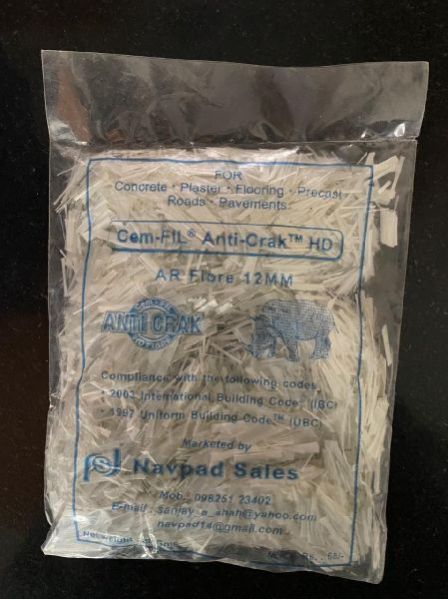 FOR
Concrete • Plaster • Flooring • Precast
Roads • Pavements
Cem-FIL® Anti-Crak™ HD
AR Fibre 12MM
ANTI CRAK
Compliance with the following codes
• 2003 International Building Code (IBC)
• 1997 Uniform Building Code™ (UBC)
Marketed by
Navpad Sales
Mob.: 098251 23402
E-mail : sanjay_a_shah@yahoo.com
navpad14@gmail.com